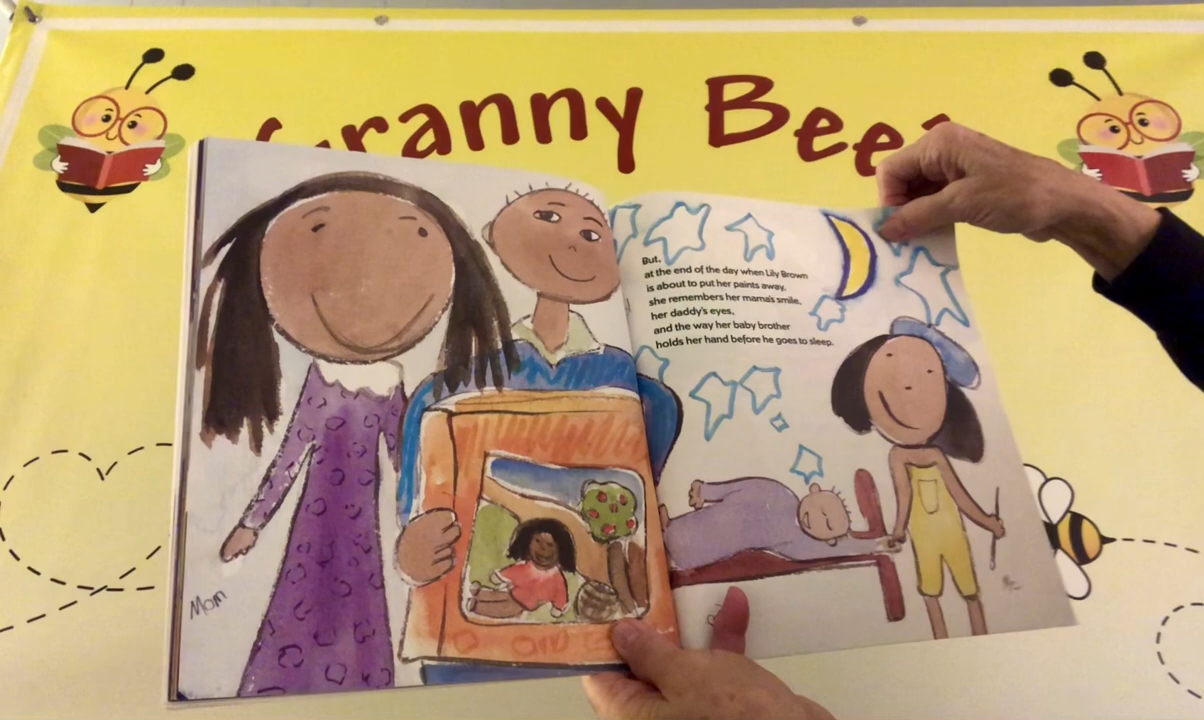 Granny Bee's
But,
at the end of the day when Lily Brown
is about to put her paints away,
she remembers her mama's smile,
her daddy's eyes,
and the way her baby brother
holds her hand before he goes to sleep.
Mom